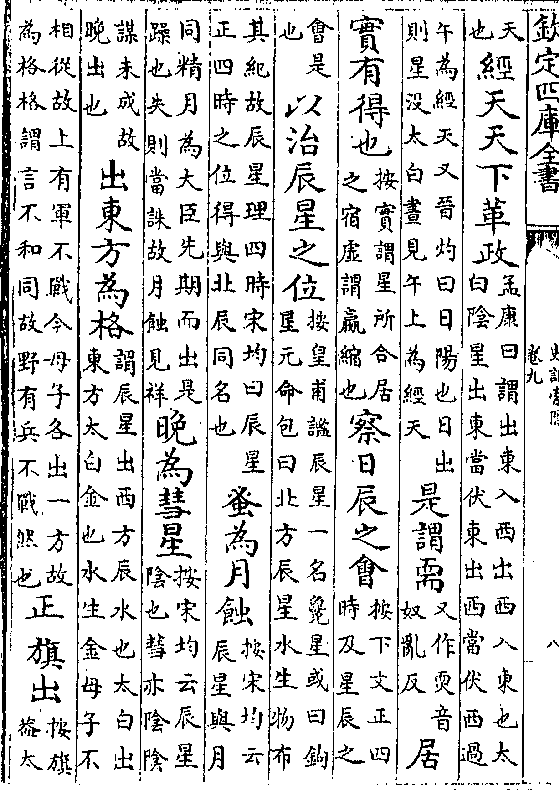 欽定四庫全書
史記索隱
卷九
八
天也經天天下革政孟康曰謂出東入西出西入東也太白陰星出東當伏東出西當伏西過
午為經天又晉灼曰日陽也日出則星没太白晝見午上為經天是謂需又作耎音奴亂反居
實有得也按實謂星所合居之宿虛謂贏縮也察日辰之會按下文正四時及星辰之
會是也以治辰星之位按皇甫謐辰星一名毚星或曰鉤星元命包曰北方辰星水生物布
其紀故辰星理四時宋均曰辰星正四時之位得與北辰同名也蚤為月蝕按宋均云辰星與月
同精月為大臣先期而出是躁也失則當誅故月蝕見祥晚為彗星按宋均云辰星陰也彗亦陰陰
謀未成故晚出也出東方為格謂辰星出西方辰水也太白出東方太白金也水生金母子不
相從故上有軍不戰今母子各出一方故為格格謂言不和同故野有兵不戰然也正旗出按旗蓋太